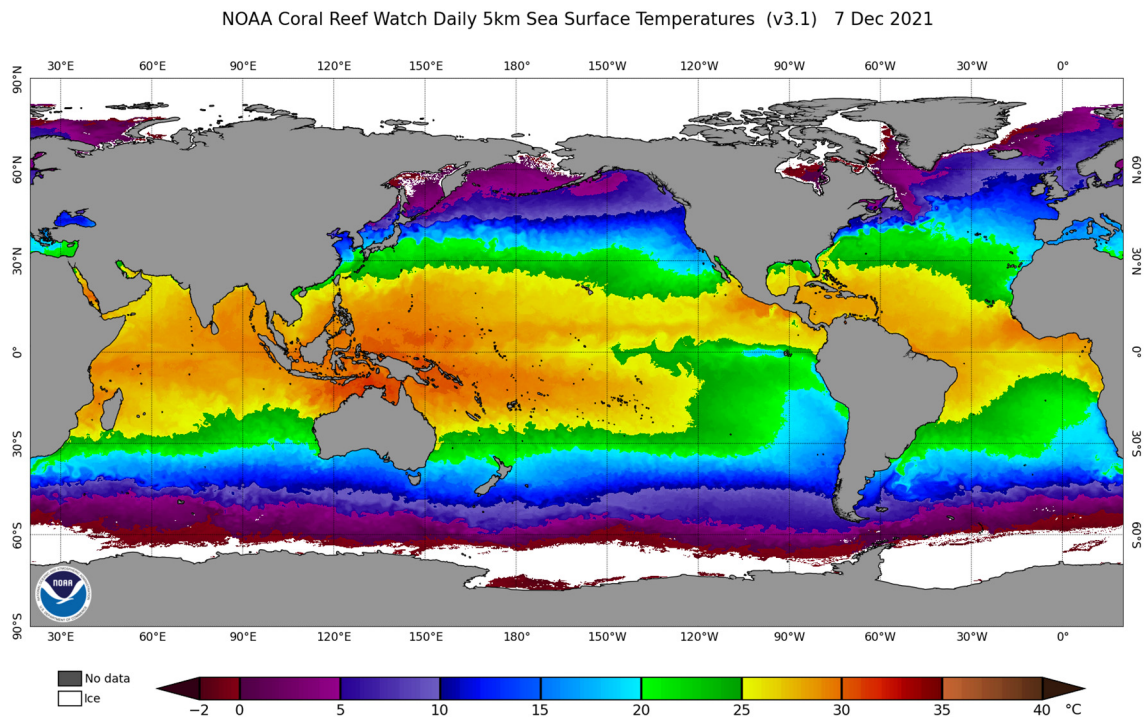 NOAA Coral Reef Watch Daily 5km Sea Surface Temperatures (v3.1) 7 Dec 2021
30°E 60°E 90°E 120°E 150°E 180°E 150°W 120°W 90°W 60°W 30°W 0°
90°N 90°N
60°N 60°N
30°N 30°N
0° 0°
30°S 30°S
60°S 60°S
90°S 90°S
NOAA
30°E 60°E 90°E 120°E 150°E 180°E 150°W 120°W 90°W 60°W 30°W 0°
No data
Ice
−2 0 5 10 15 20 25 30 35 40 °C